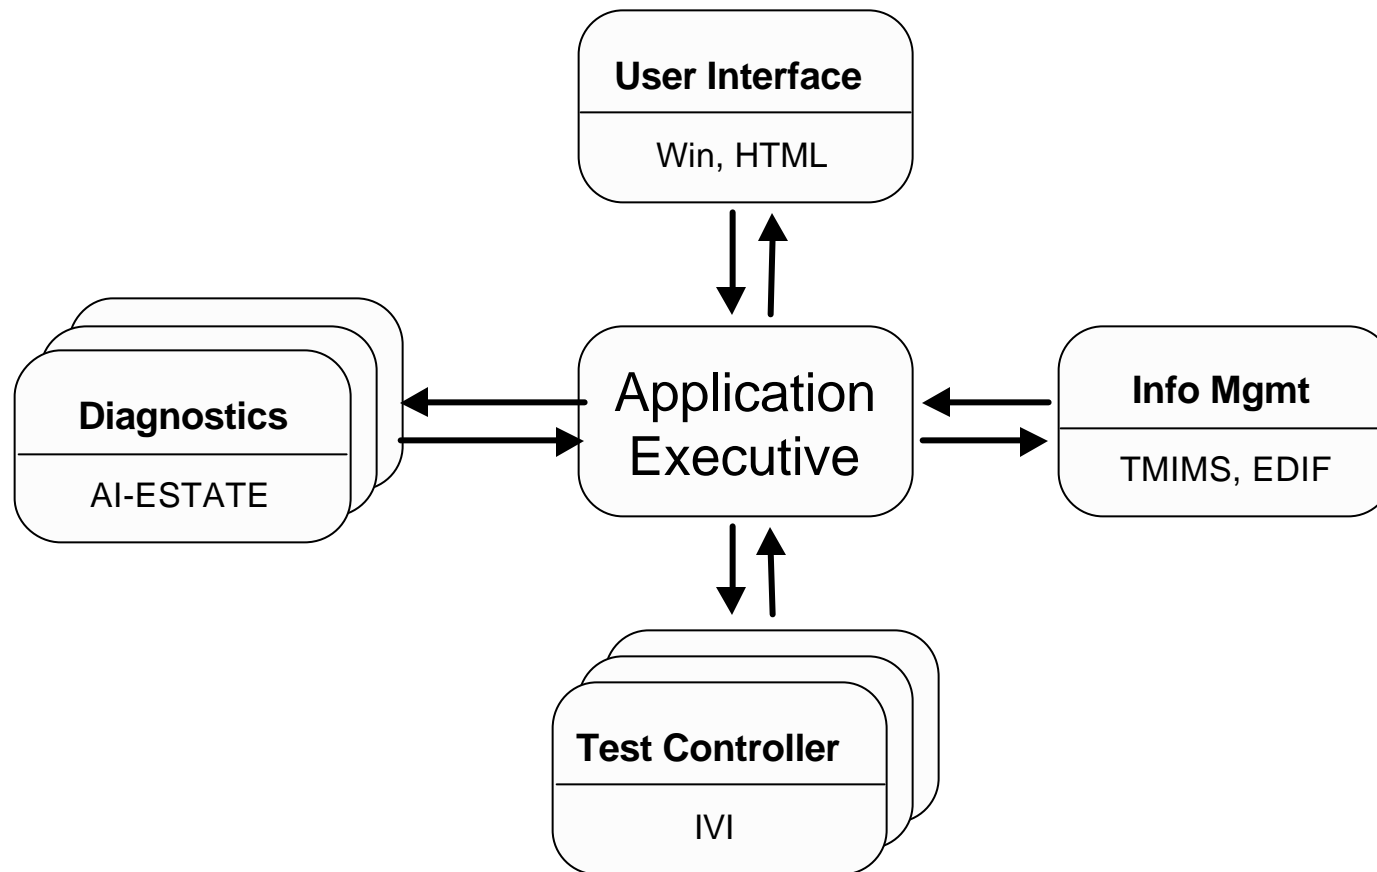 User Interface
Win, HTML
Diagnostics
AI-ESTATE
Application
Executive
Info Mgmt
TMIMS, EDIF
Test Controller
IVI